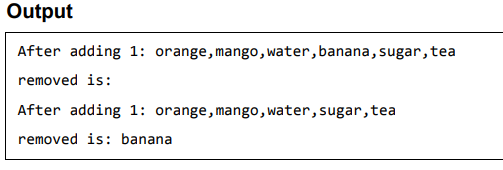 Output
After adding 1: orange,mango,water,banana,sugar,tea
removed is:
After adding 1: orange,mango,water,sugar,tea
removed is: banana